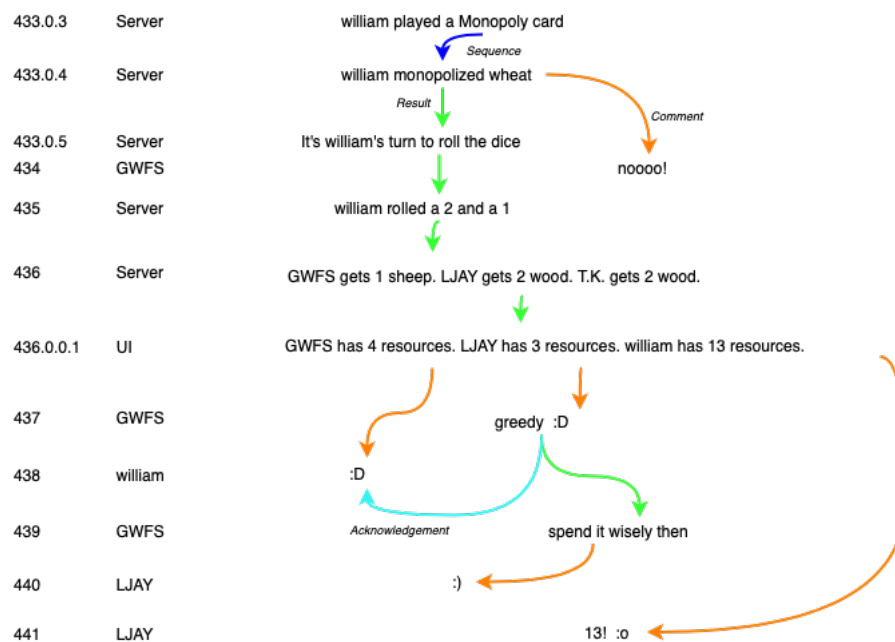 433.0.3 Server william played a Monopoly card
Sequence
433.0.4 Server william monopolized wheat
Result
Comment
433.0.5 Server It's william's turn to roll the dice
434 GWFS noooo!
435 Server william rolled a 2 and a 1
436 Server GWFS gets 1 sheep. LJAY gets 2 wood. T.K. gets 2 wood.
436.0.0.1 UI GWFS has 4 resources. LJAY has 3 resources. william has 13 resources.
437 GWFS greedy :D
438 william :D
Acknowledgement
439 GWFS spend it wisely then
440 LJAY :)
441 LJAY 13! :o